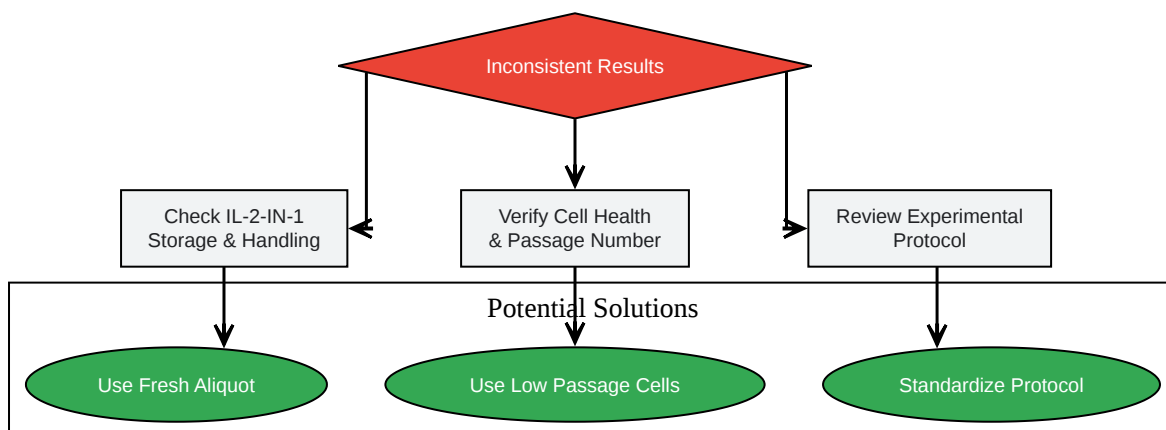 Inconsistent Results
Check IL-2-IN-1
Storage & Handling
Verify Cell Health
& Passage Number
Review Experimental
Protocol
Potential Solutions
Use Fresh Aliquot
Use Low Passage Cells
Standardize Protocol